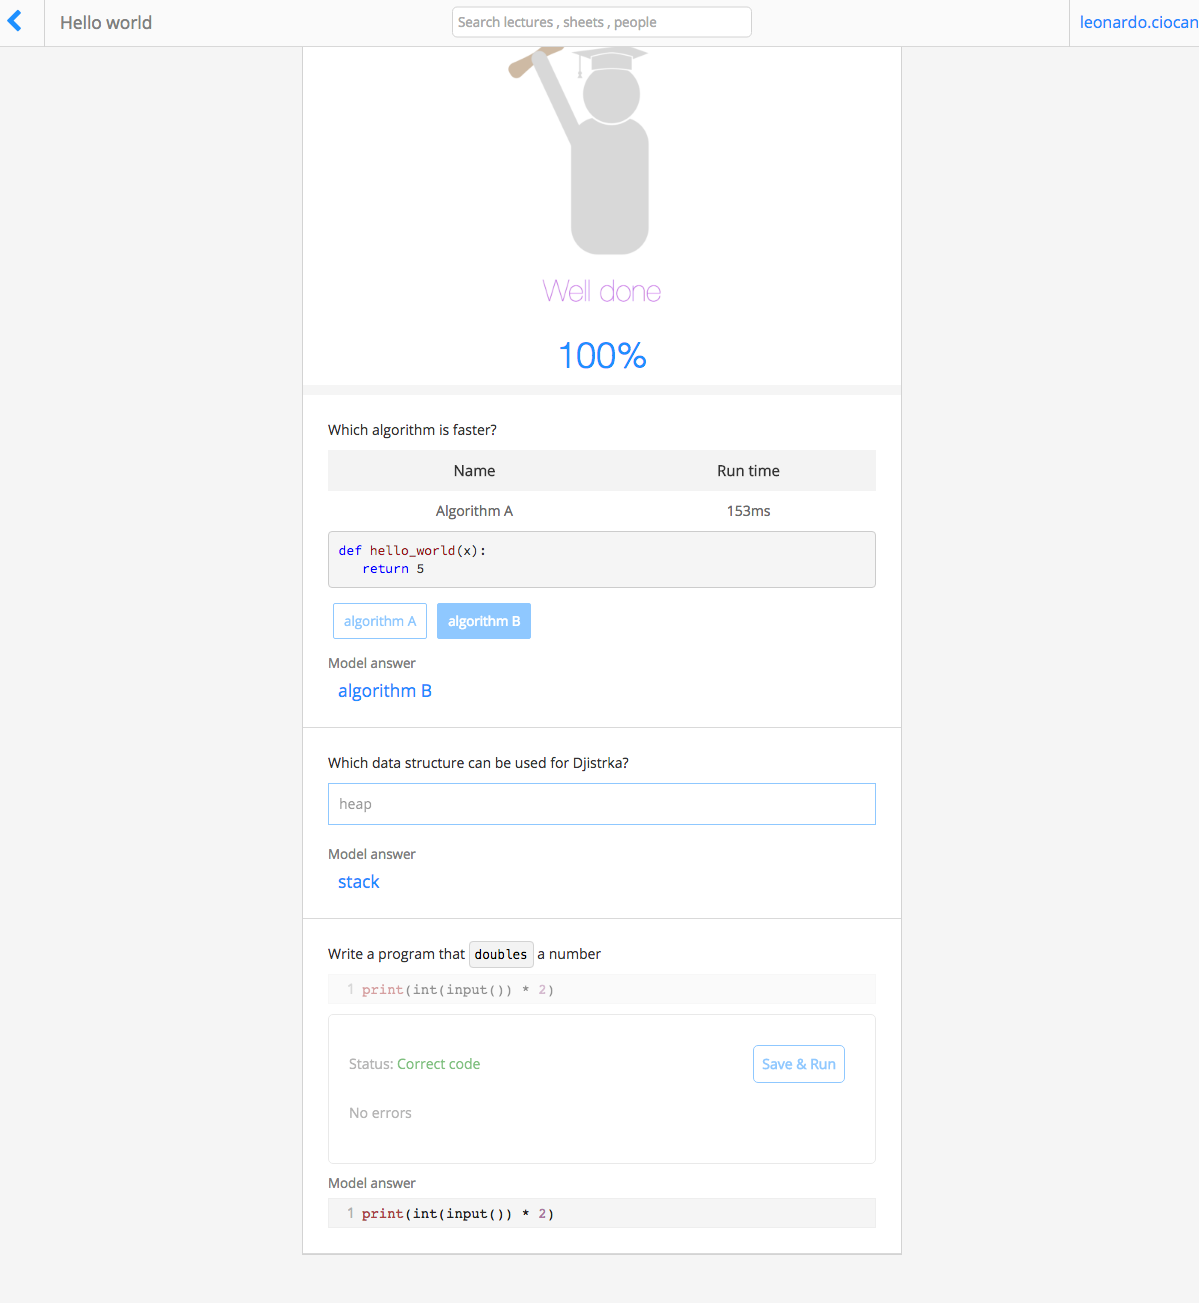 Hello world
Search lectures , sheets , people
leonardo.ciocan
Well done
100%
Which algorithm is faster?
Name Run time
Algorithm A 153ms
def hello_world(x):
   return 5
algorithm A algorithm B
Model answer
algorithm B
Which data structure can be used for Djistrka?
heap
Model answer
stack
Write a program that doubles a number
1 print(int(input()) * 2)
Status: Correct code Save & Run
No errors
Model answer
1 print(int(input()) * 2)